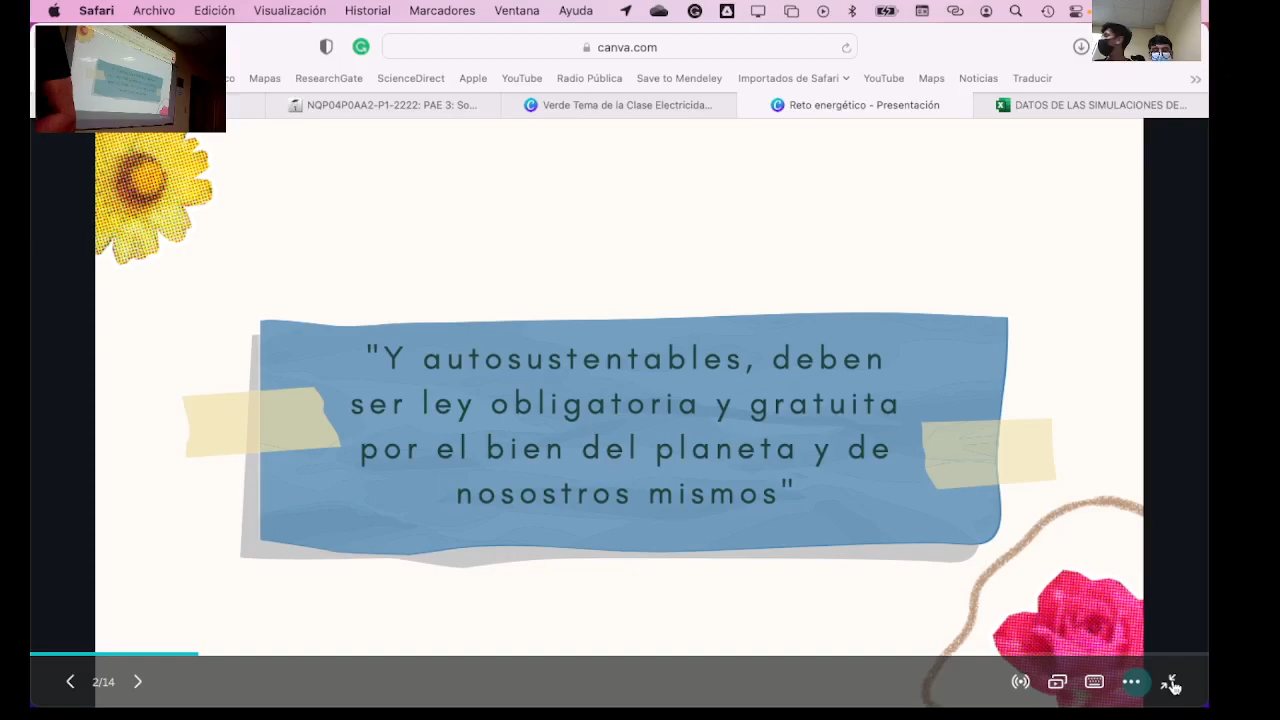 Safari Archivo Edición Visualización Historial Marcadores Ventana Ayuda
canva.com
Mapas ResearchGate ScienceDirect Apple YouTube Radio Pública Save to Mendeley Importados de Safari YouTube Maps Noticias Traducir
NQP04P0AA2-P1-2222: PAE 3: So... Verde Tema de la Clase Electricida... Reto energético - Presentación DATOS DE LAS SIMULACIONES DE...
"Y autosustentables, deben
ser ley obligatoria y gratuita
por el bien del planeta y de
nosostros mismos"
2/14